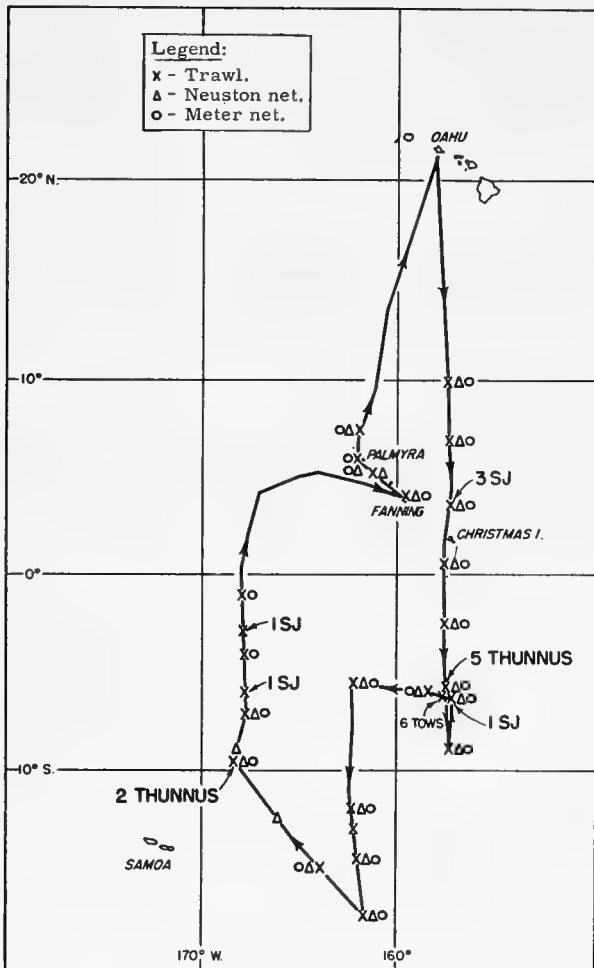 Legend:
x - Trawl.
Δ - Neuston net.
o - Meter net.
OAHU
20° N.
10°
x Δ o
o Δ x
x Δ o
o x
PALMYRA
o Δ
x Δ
3 SJ
x Δ o
x Δ o
FANNING
CHRISTMAS I.
0°
x Δ o
x o
x Δ o
1 SJ
x
x o
5 THUNNUS
x Δ o
x Δ o
o Δ x
1 SJ
x
x Δ o
6 TOWS
1 SJ
x Δ o
x Δ o
Δ
x Δ o
10° S.
2 THUNNUS
x Δ o
Δ
x
x Δ o
o Δ x
SAMOA
x Δ o
170° W.
160°